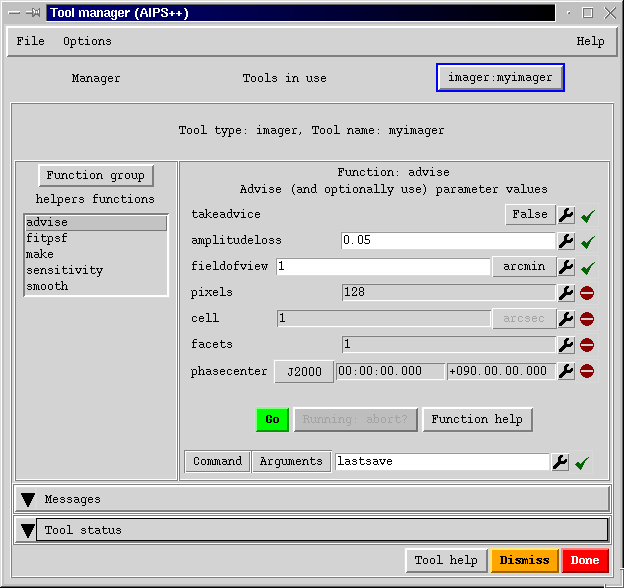 Tool manager (AIPS++)
File Options Help
Manager Tools in use imager:myimager
Tool type: imager, Tool name: myimager
Function group
helpers functions
advise
fitpsf
make
sensitivity
smooth
Function: advise
Advise (and optionally use) parameter values
takeadvice False
amplitudeloss 0.05
fieldofview 1 arcmin
pixels 128
cell 1 arcsec
facets 1
phasecenter J2000 00:00:00.000 +090.00.00.000
Go Running: abort? Function help
Command Arguments lastsave
Messages
Tool status
Tool help Dismiss Done